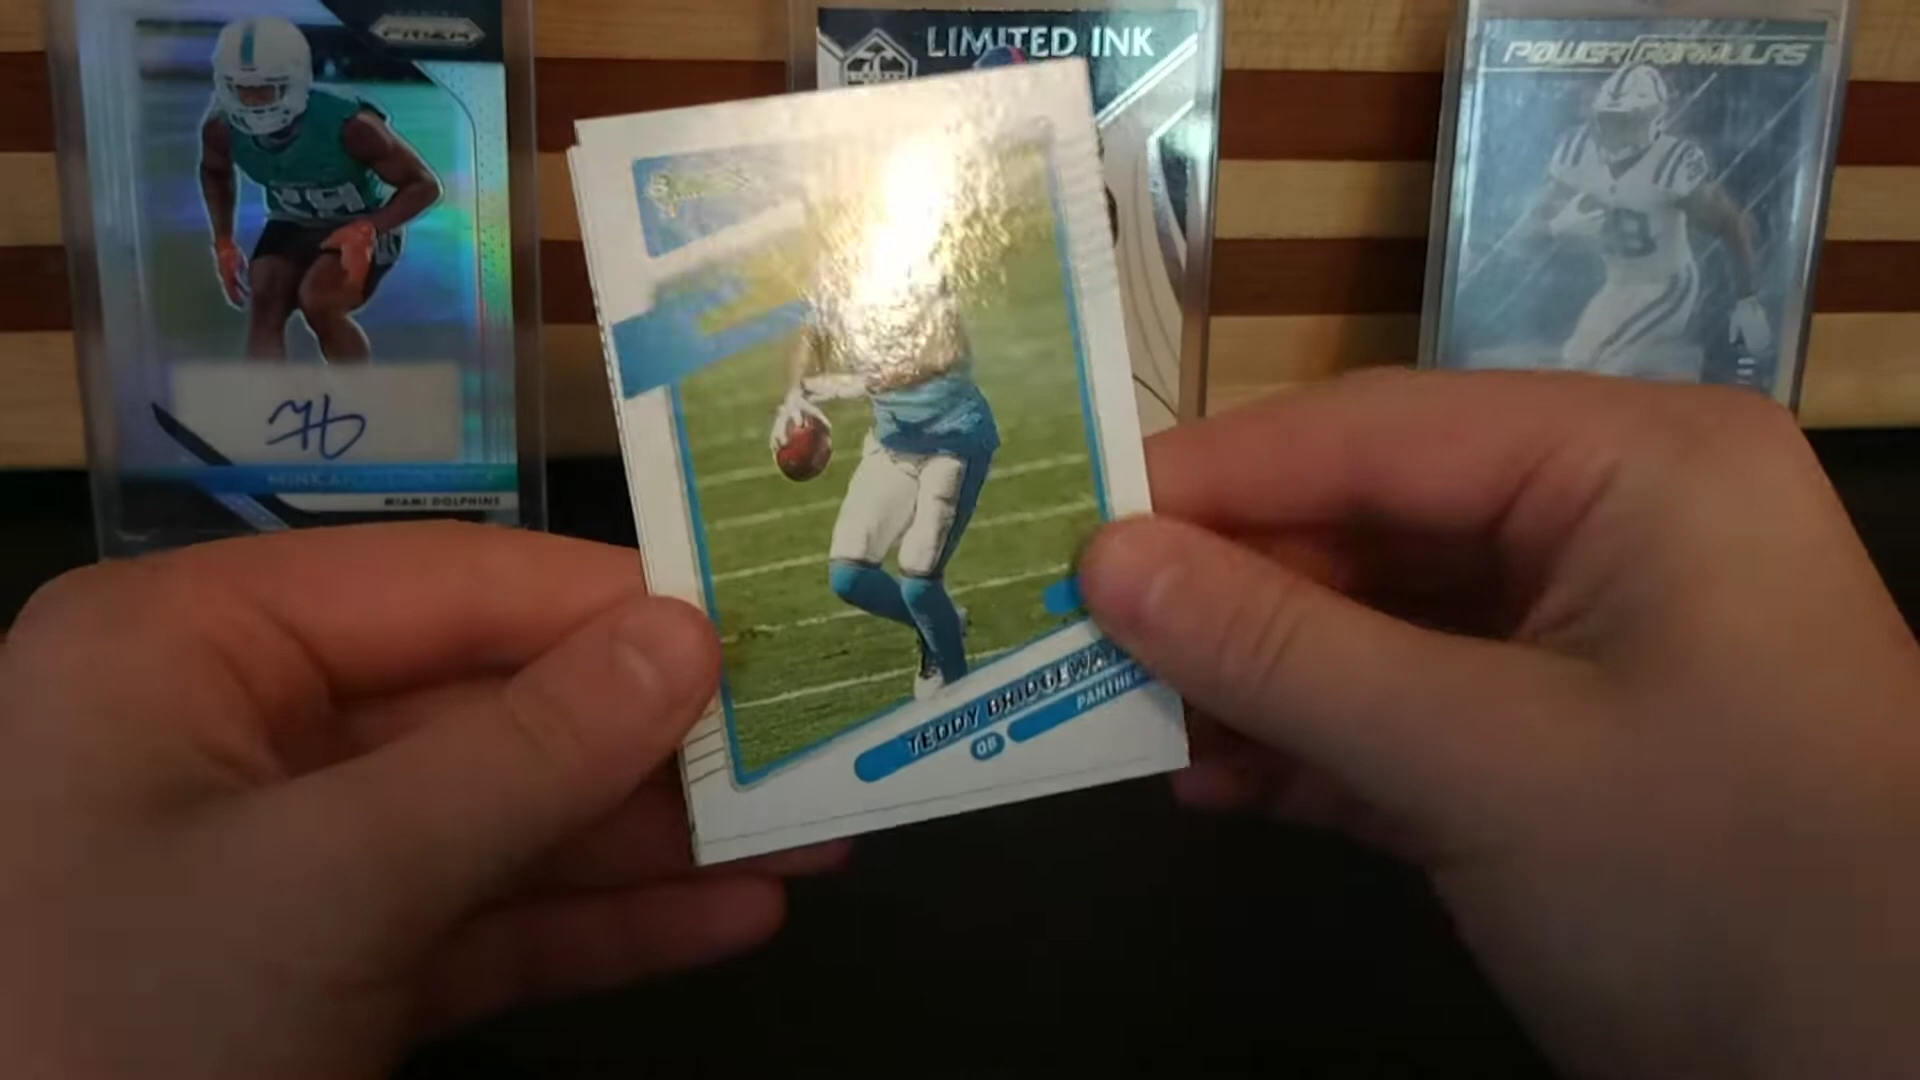 PRIZM
MIAMI DOLPHINS
LIMITED INK
POWER FORMULAS
TEDDY BRIDGEWA
QB
PANTHE